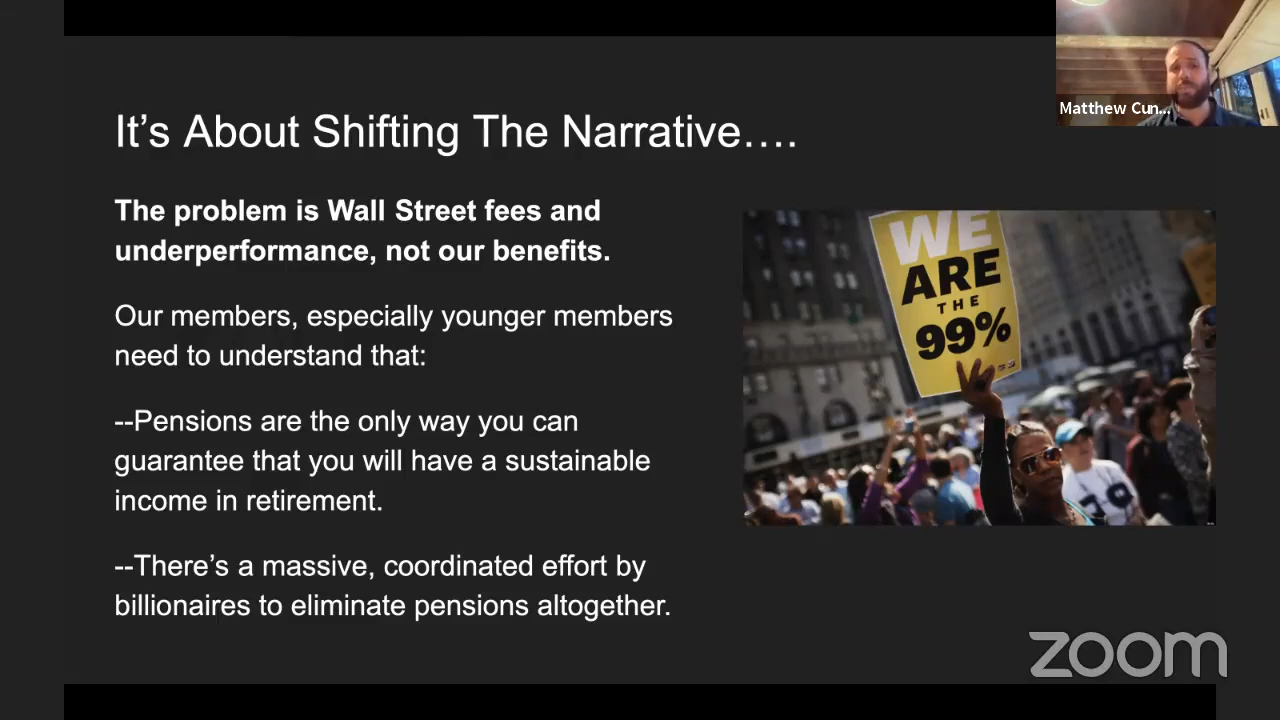 Matthew Cun...
It’s About Shifting The Narrative….
The problem is Wall Street fees and
underperformance, not our benefits.
Our members, especially younger members
need to understand that:
--Pensions are the only way you can
guarantee that you will have a sustainable
income in retirement.
--There’s a massive, coordinated effort by
billionaires to eliminate pensions altogether.
WE
ARE
THE
99%
zoom